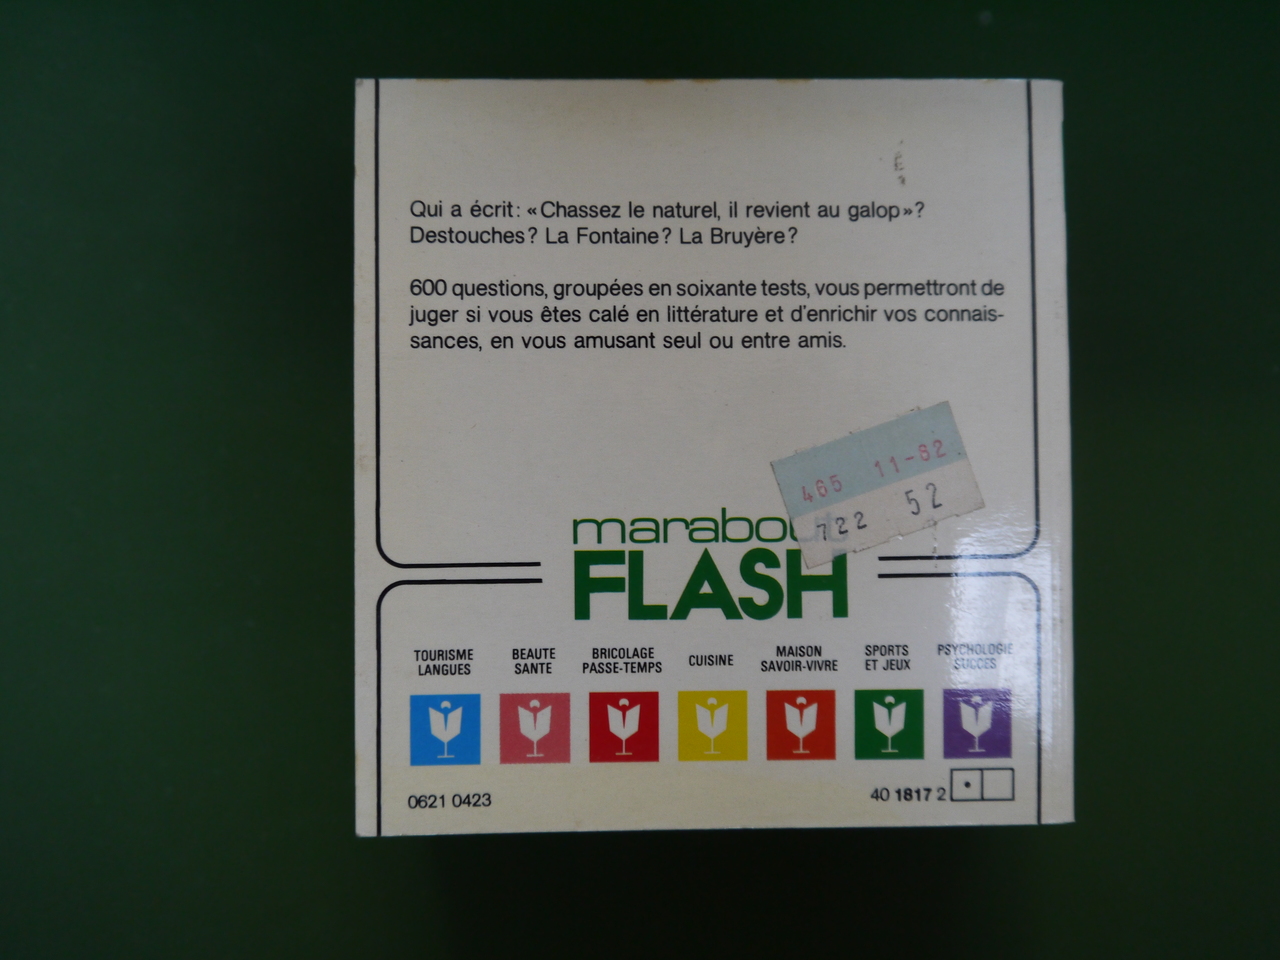 Qui a écrit: «Chassez le naturel, il revient au galop»?
Destouches? La Fontaine? La Bruyère?
600 questions, groupées en soixante tests, vous permettront de
juger si vous êtes calé en littérature et d'enrichir vos connais-
sances, en vous amusant seul ou entre amis.
465 11-62
722 52
marabout
FLASH
TOURISME LANGUES
BEAUTE SANTE
BRICOLAGE PASSE-TEMPS
CUISINE
MAISON SAVOIR-VIVRE
SPORTS ET JEUX
PSYCHOLOGIE SUCCES
0621 0423
40 1817 2